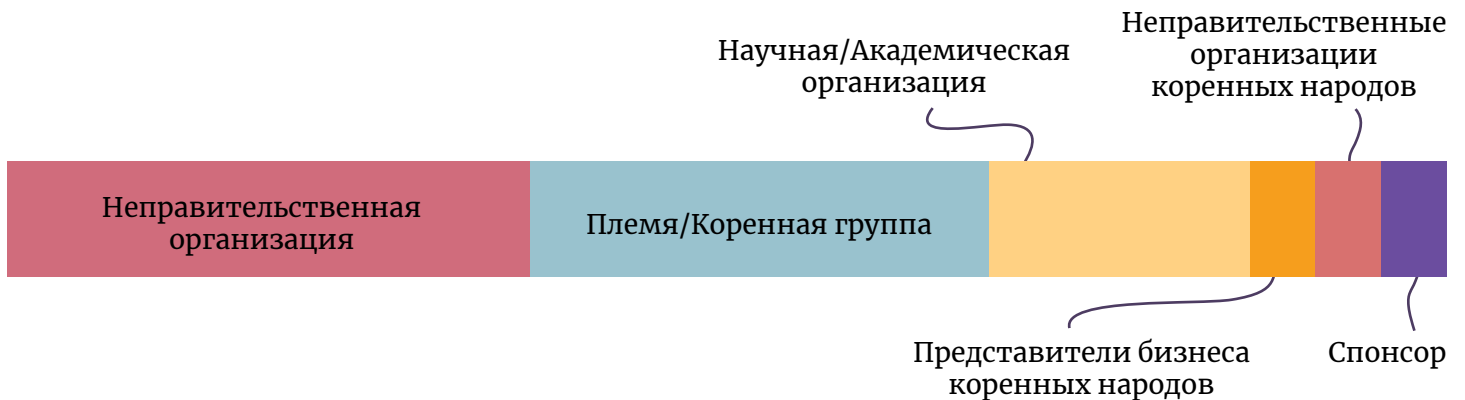 Неправительственные
организации
коренных народов
Научная/Академическая
организация
Неправительственная
организация
Племя/Коренная группа
Представители бизнеса
коренных народов
Спонсор